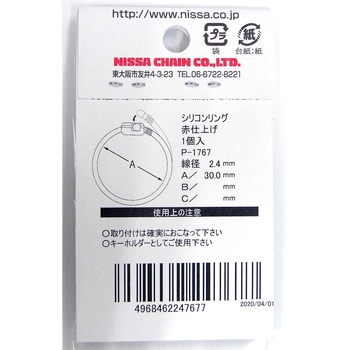 http://www.nissa.co.jp
プラ
袋
紙
台紙:紙
NISSA CHAIN CO.,LTD.
東大阪市友井4-3-23 TEL.06-6722-8221
シリコンリング
赤仕上げ
1個入
P-1767
線径 2.4 mm
A/ 30.0 mm
B/ mm
C/ mm
A
使用上の注意
○取り付けは確実におこなって下さい
○キーホルダーとしてご使用下さい
4968462247677
2020/04/01